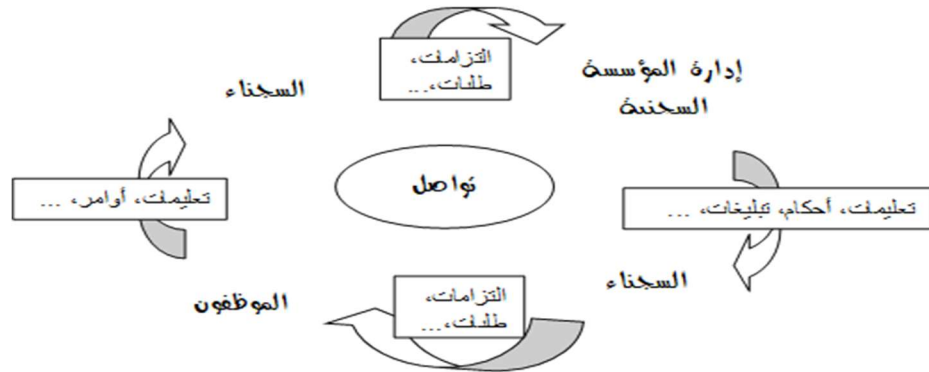 التزامات،
طلبات،...
إدارة المؤسسة
السجنية
السجناء
تعليمات، أوامر، ...
تواصل
تعليمات، أحكام، تبليغات، ...
السجناء
التزامات،
طلبات،...
الموظفون